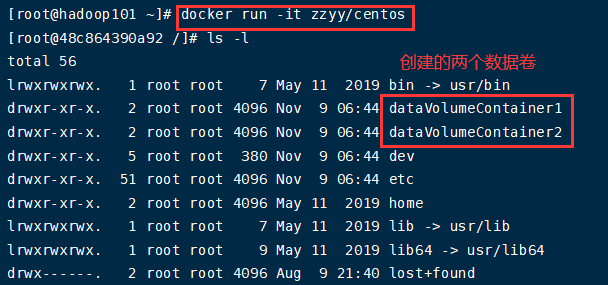 [root@hadoop101 ~]# docker run -it zzyy/centos
[root@48c864390a92 /]# ls -l
total 56
创建的两个数据卷
lrwxrwxrwx.   1 root root    7 May 11  2019 bin -> usr/bin
drwxr-xr-x.   2 root root 4096 Nov  9 06:44 dataVolumeContainer1
drwxr-xr-x.   2 root root 4096 Nov  9 06:44 dataVolumeContainer2
drwxr-xr-x.   5 root root  380 Nov  9 06:44 dev
drwxr-xr-x.  51 root root 4096 Nov  9 06:44 etc
drwxr-xr-x.   2 root root 4096 May 11  2019 home
lrwxrwxrwx.   1 root root    7 May 11  2019 lib -> usr/lib
lrwxrwxrwx.   1 root root    9 May 11  2019 lib64 -> usr/lib64
drwx------.   2 root root 4096 Aug  9 21:40 lost+found